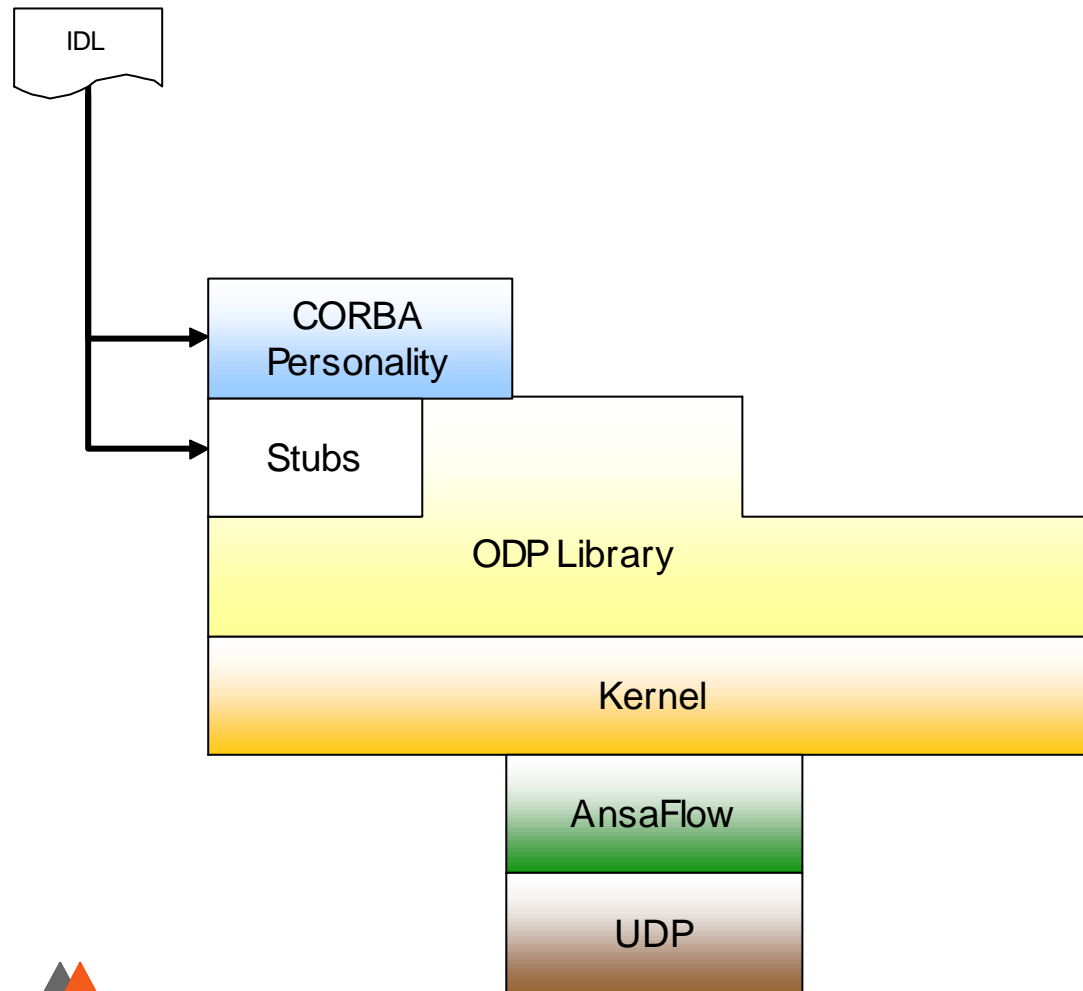 IDL
CORBA
Personality
Stubs
ODP Library
Kernel
AnsaFlow
UDP